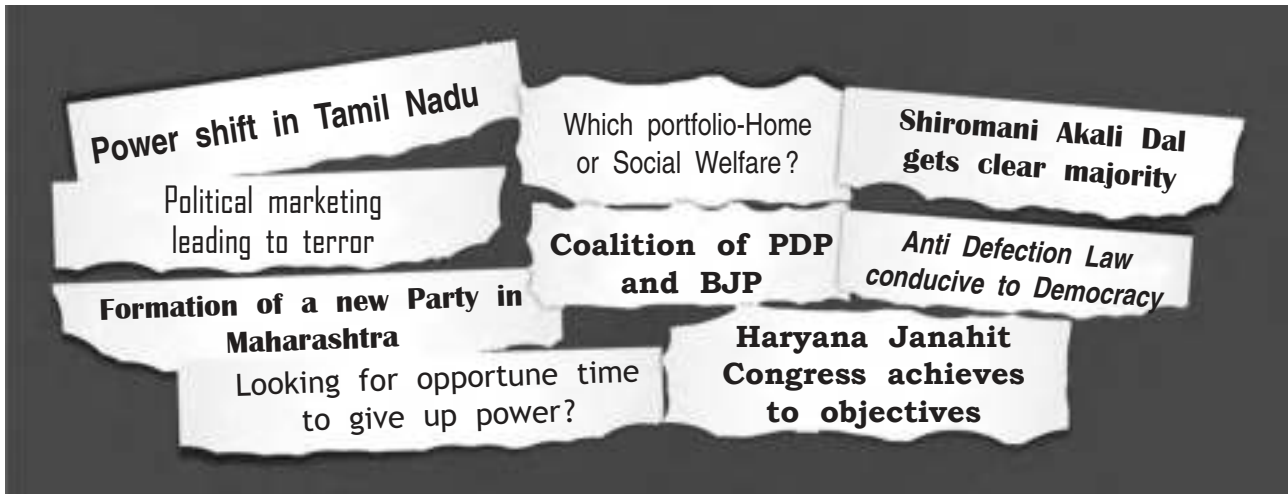 Power shift in Tamil Nadu
Which portfolio-Home
or Social Welfare?
Shiromani Akali Dal
gets clear majority
Political marketing
leading to terror
Coalition of PDP
and BJP
Anti Defection Law
conducive to Democracy
Formation of a new Party in
Maharashtra
Haryana Janahit
Congress achieves
to objectives
Looking for opportune time
to give up power?